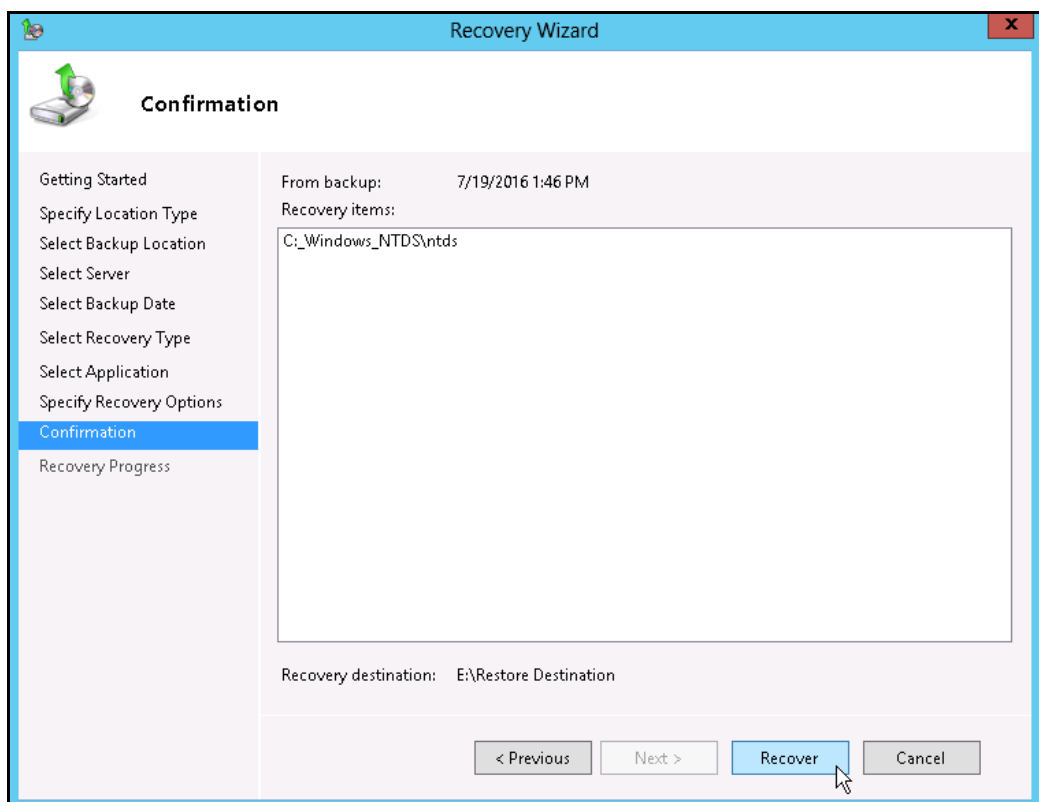 Recovery Wizard
x
Confirmation
Getting Started
Specify Location Type
Select Backup Location
Select Server
Select Backup Date
Select Recovery Type
Select Application
Specify Recovery Options
Confirmation
Recovery Progress
From backup: 7/19/2016 1:46 PM
Recovery items:
C:_Windows_NTDS\ntds
Recovery destination: E:\Restore Destination
< Previous Next > Recover Cancel